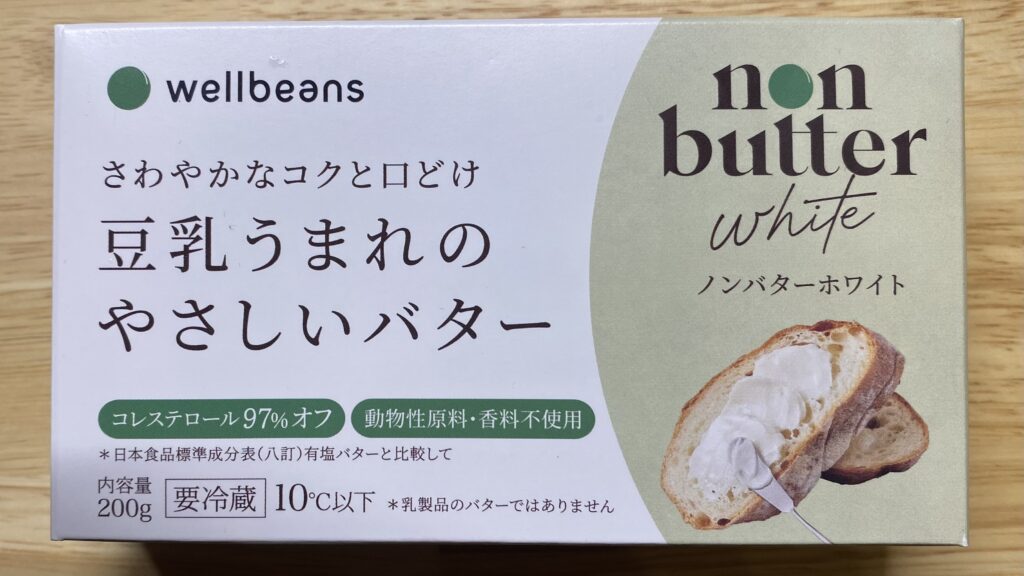 wellbeans
さわやかなコクと口どけ
豆乳うまれの
やさしいバター
コレステロール97%オフ
動物性原料・香料不使用
*日本食品標準成分表(八訂)有塩バターと比較して
内容量
200g
要冷蔵
10℃以下
*乳製品のバターではありません
non
butter
white
ノンバターホワイト